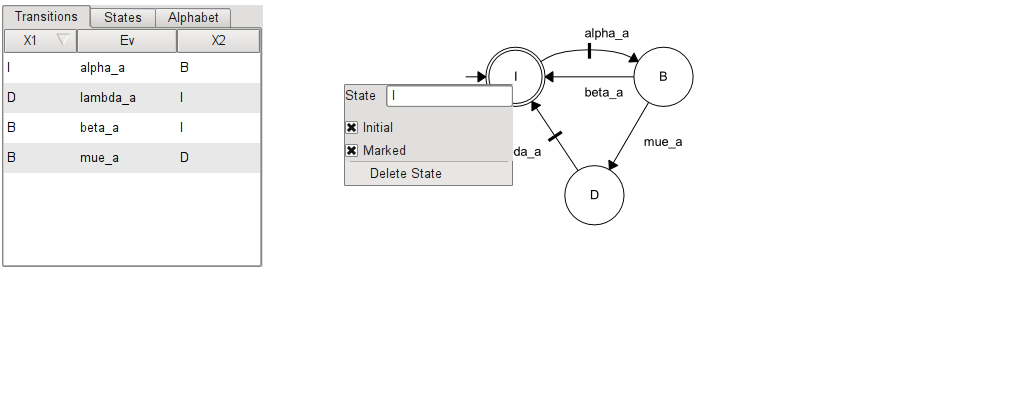 Transitions States Alphabet
X1 Ev X2
I alpha_a B
D lambda_a I
B beta_a I
B mue_a D
alpha_a
I
B
beta_a
State I
Initial
Marked
Delete State
da_a
mue_a
D